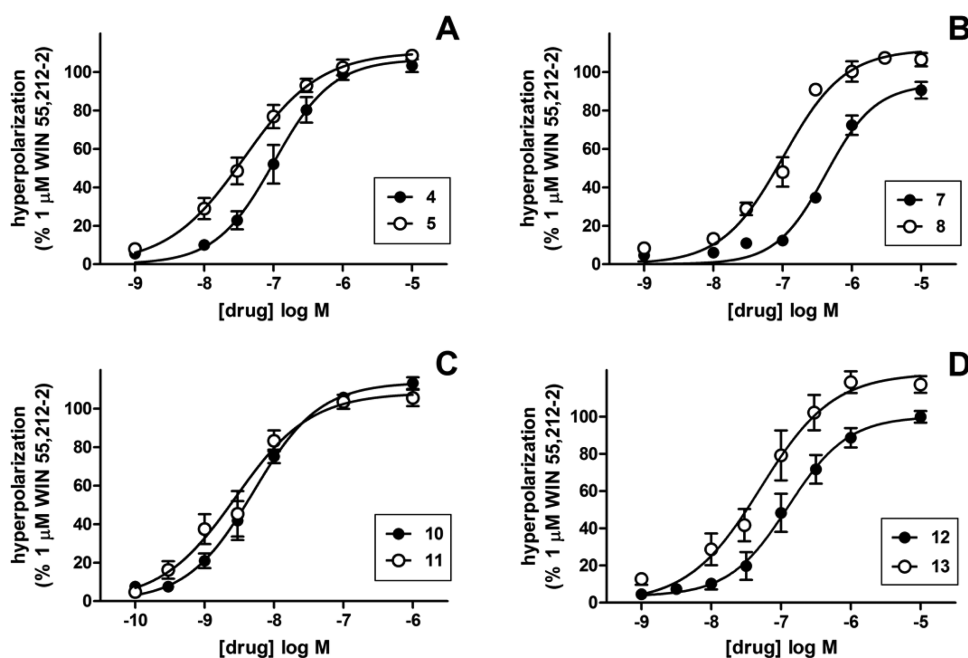 A
hyperpolarization
(% 1 μM WIN 55,212-2)
100
80
60
40
20
0
4
5
-9 -8 -7 -6 -5
[drug] log M
B
hyperpolarization
(% 1 μM WIN 55,212-2)
100
80
60
40
20
0
7
8
-9 -8 -7 -6 -5
[drug] log M
C
hyperpolarization
(% 1 μM WIN 55,212-2)
100
80
60
40
20
0
10
11
-10 -9 -8 -7 -6
[drug] log M
D
hyperpolarization
(% 1 μM WIN 55,212-2)
120
100
80
60
40
20
0
12
13
-9 -8 -7 -6 -5
[drug] log M